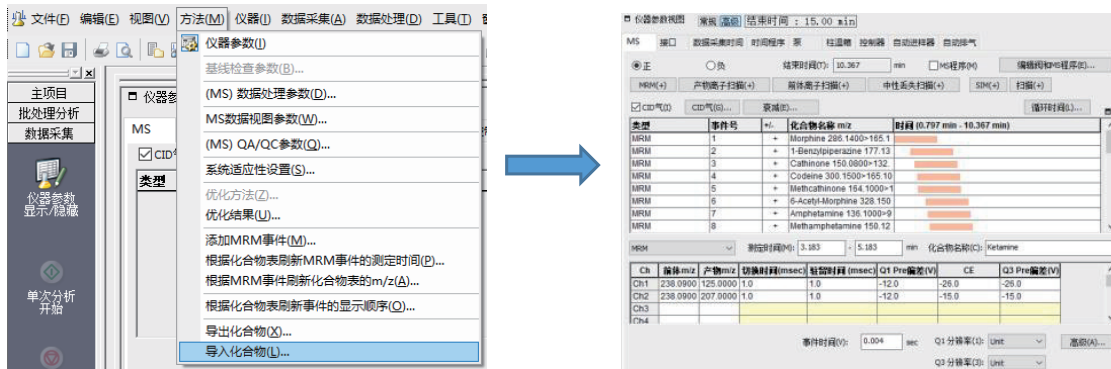 文件(F) 编辑(E) 视图(V) 方法(M) 仪器(I) 数据采集(A) 数据处理(D) 工具(T)
主项目
批处理分析
数据采集
仪器参数
显示/隐藏
单次分析
开始
仪器参
MS
CID
类型
仪器参数(I)
基线检查参数(B)...
(MS) 数据处理参数(D)...
MS数据视图参数(W)...
(MS) QA/QC参数(Q)...
系统适应性设置(S)...
优化方法(Z)...
优化结果(U)...
添加MRM事件(M)...
根据化合物表刷新MRM事件的测定时间(P)...
根据MRM事件刷新化合物表的m/z(A)...
根据化合物表刷新事件的显示顺序(O)...
导出化合物(X)...
导入化合物(L)...
仪器参数视图 常规 高级 结束时间 : 15.00 min
MS 接口 数据采集时间 时间程序 泵 柱温箱 控制器 自动进样器 自动排气
正 负 结束时间(T): 10.367 min MS程序(M) 编辑阀和MS程序(E)...
MRM(+) 产物离子扫描(+) 前体离子扫描(+) 中性丢失扫描(+) SIM(+) 扫描(+)
CID气(I) CID气(G)... 衰减(E)... 循环时间(L)...
类型 事件号 +/- 化合物名称 m/z 时间 (0.797 min - 10.367 min)
MRM 1 + Morphine 286.1400>165.1
MRM 2 + 1-Benzylpiperazine 177.13
MRM 3 + Cathinone 150.0800>132.
MRM 4 + Codeine 300.1500>165.10
MRM 5 + Methcathinone 164.1000>1
MRM 6 + 6-Acetyl-Morphine 328.150
MRM 7 + Amphetamine 136.1000>9
MRM 8 + Methamphetamine 150.12
MRM 测定时间(M): 3.183 - 5.183 min 化合物名称(C): Ketamine
Ch 前体m/z 产物m/z 切换时间(msec) 驻留时间 (msec) Q1 Pre偏差(V) CE Q3 Pre偏差(V)
Ch1 238.0900 125.0000 1.0 1.0 -12.0 -26.0 -26.0
Ch2 238.0900 207.0000 1.0 1.0 -12.0 -15.0 -15.0
Ch3
Ch4
事件时间(V): 0.004 sec Q1 分辨率(1): Unit 高级(A)...
Q3 分辨率(3): Unit